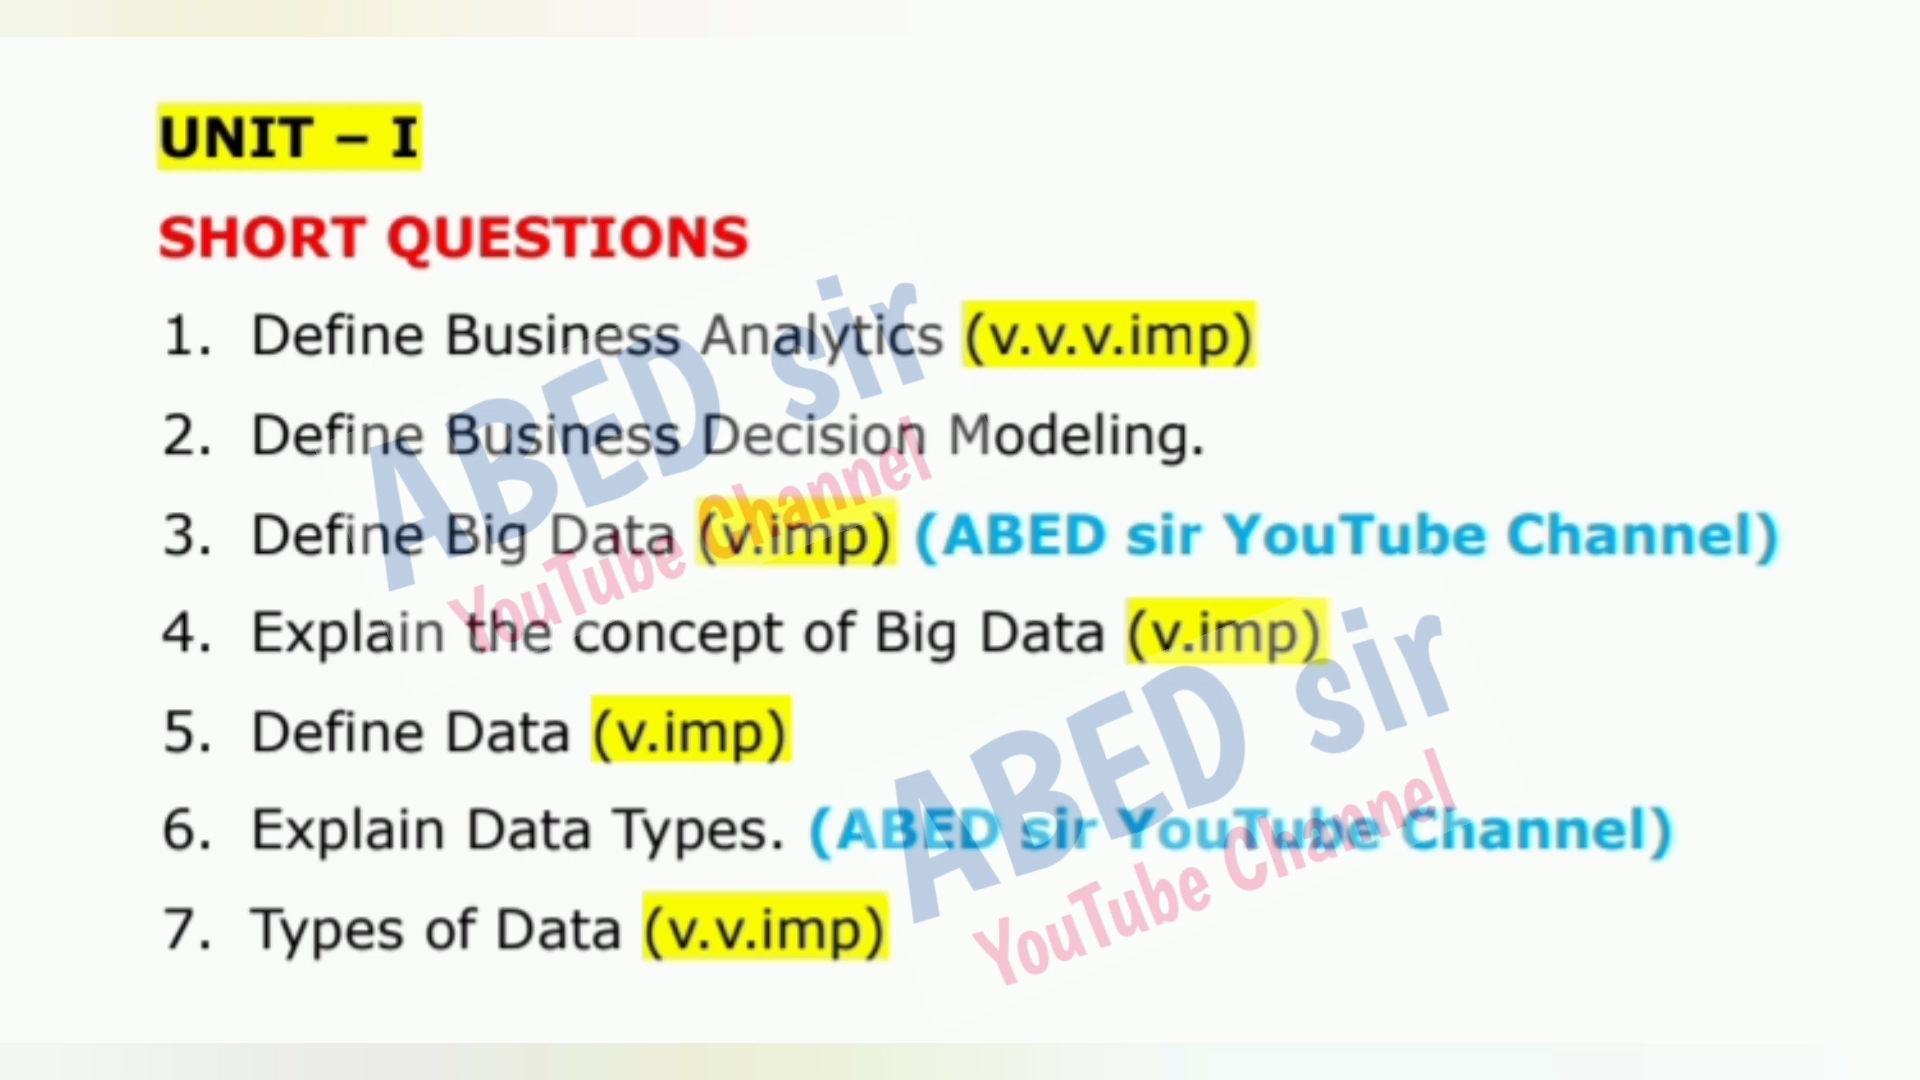 UNIT – I
SHORT QUESTIONS
1. Define Business Analytics (v.v.v.imp)
2. Define Business Decision Modeling.
3. Define Big Data (v.imp) (ABED sir YouTube Channel)
4. Explain the concept of Big Data (v.imp)
5. Define Data (v.imp)
6. Explain Data Types. (ABED sir YouTube Channel)
7. Types of Data (v.v.imp)
ABED sir
YouTube Channel
ABED sir
YouTube Channel